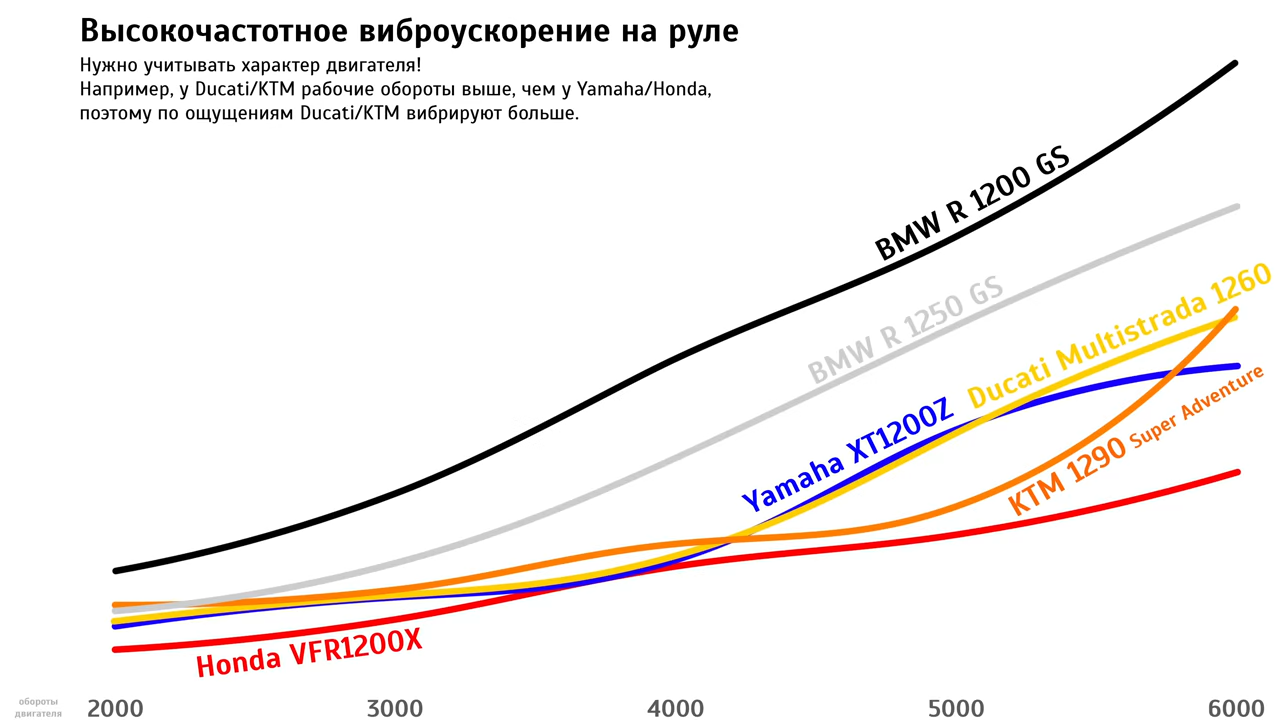 Высокочастотное виброускорение на руле
Нужно учитывать характер двигателя!
Например, у Ducati/KTM рабочие обороты выше, чем у Yamaha/Honda,
поэтому по ощущениям Ducati/KTM вибрируют больше.
BMW R 1200 GS
BMW R 1250 GS
Ducati Multistrada 1260
Yamaha XT1200Z
KTM 1290 Super Adventure
Honda VFR1200X
обороты
двигателя
2000 3000 4000 5000 6000